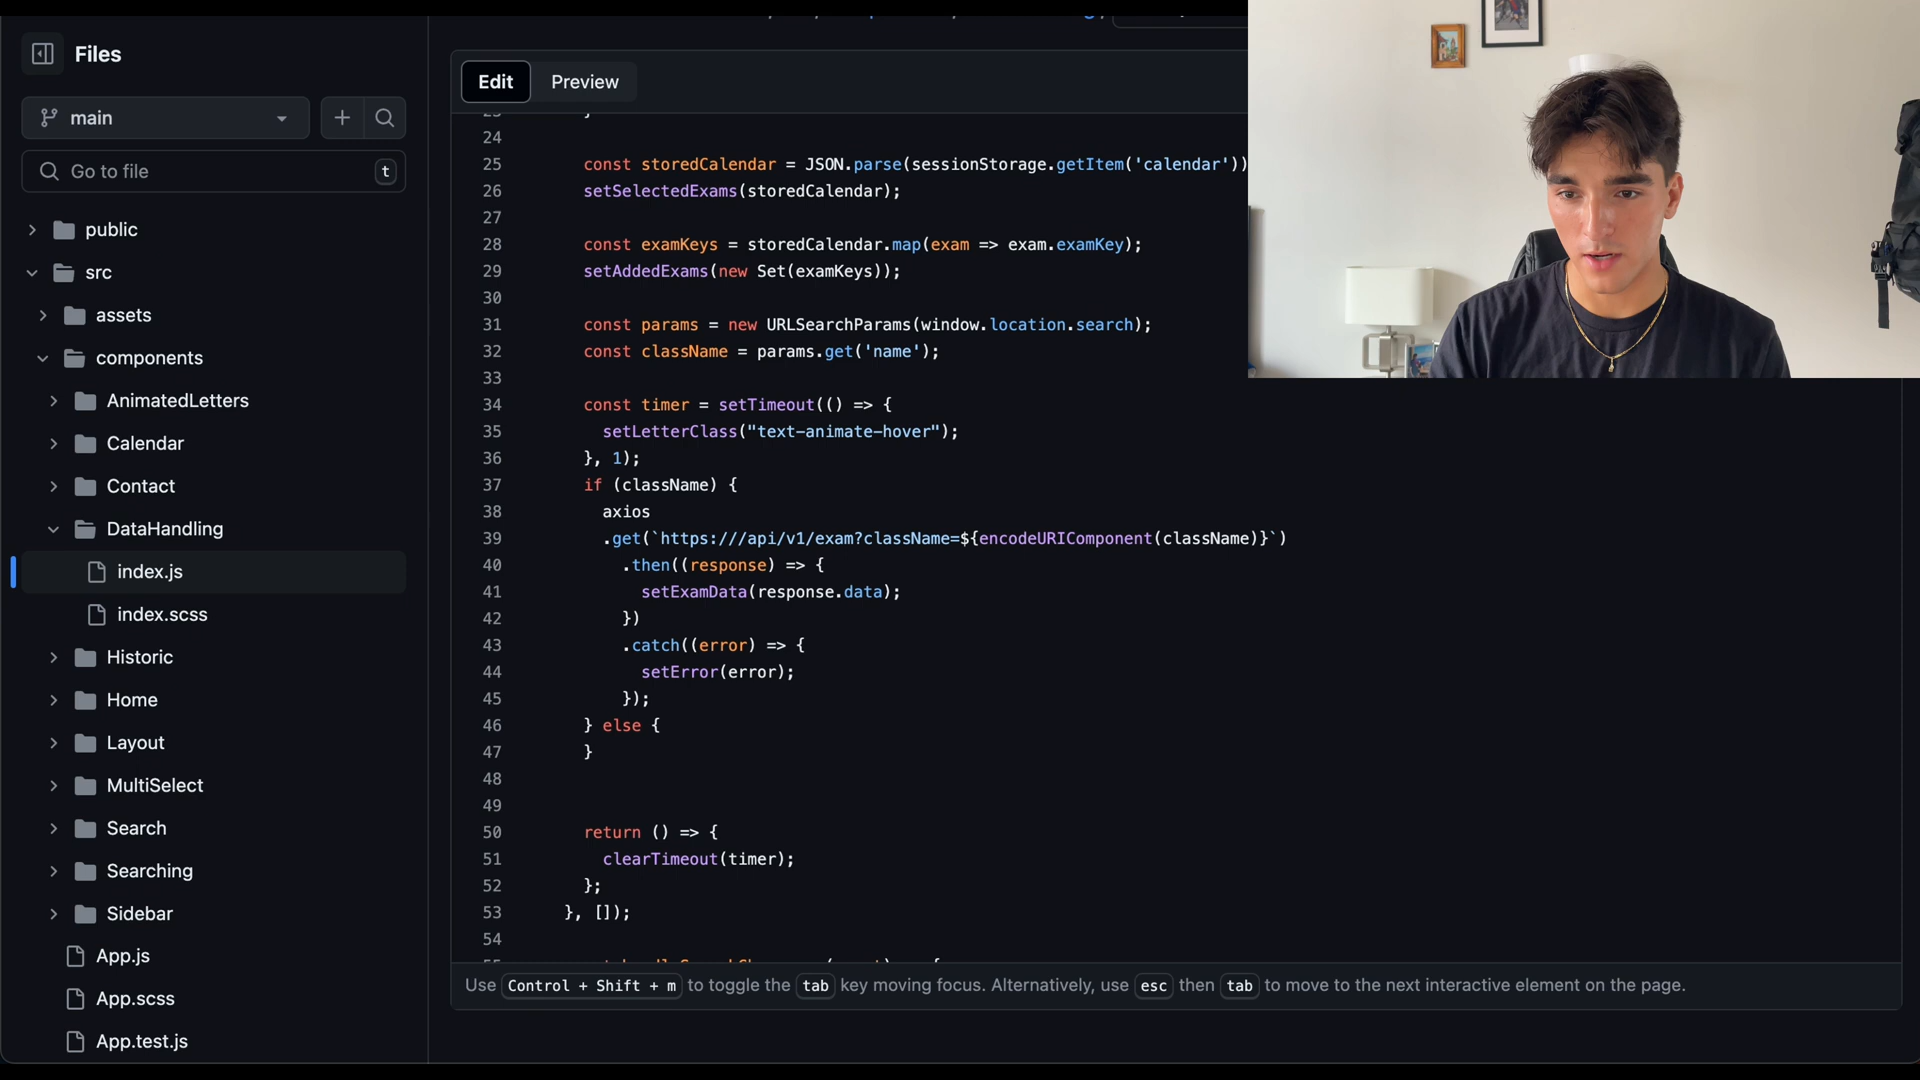 Files
main
Go to file
t
public
src
assets
components
AnimatedLetters
Calendar
Contact
DataHandling
index.js
index.scss
Historic
Home
Layout
MultiSelect
Search
Searching
Sidebar
App.js
App.scss
App.test.js
Edit
Preview
24
25 const storedCalendar = JSON.parse(sessionStorage.getItem('calendar'))
26 setSelectedExams(storedCalendar);
27
28 const examKeys = storedCalendar.map(exam => exam.examKey);
29 setAddedExams(new Set(examKeys));
30
31 const params = new URLSearchParams(window.location.search);
32 const className = params.get('name');
33
34 const timer = setTimeout(() => {
35 setLetterClass("text-animate-hover");
36 }, 1);
37 if (className) {
38 axios
39 .get(`https:///api/v1/exam?className=${encodeURIComponent(className)}`)
40 .then((response) => {
41 setExamData(response.data);
42 })
43 .catch((error) => {
44 setError(error);
45 });
46 } else {
47 }
48
49
50 return () => {
51 clearTimeout(timer);
52 };
53 }, []);
54
Use Control + Shift + m to toggle the tab key moving focus. Alternatively, use esc then tab to move to the next interactive element on the page.